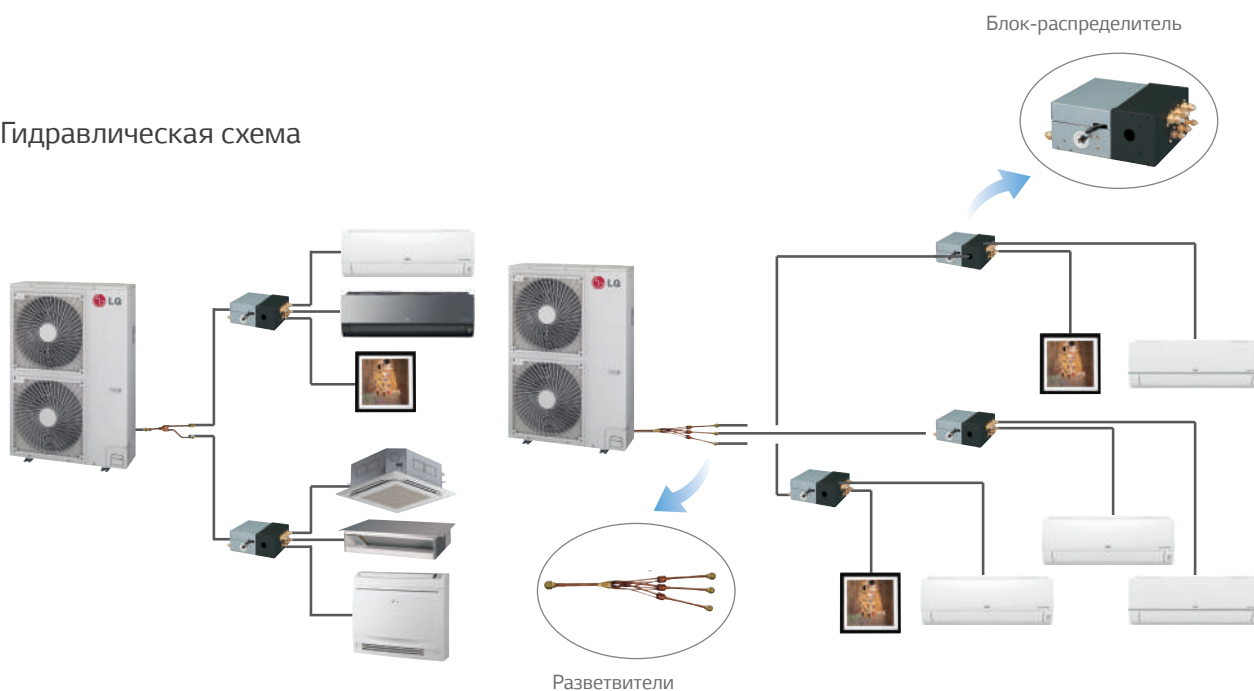 Блок-распределитель
Гидравлическая схема
LG
LG
Разветвители